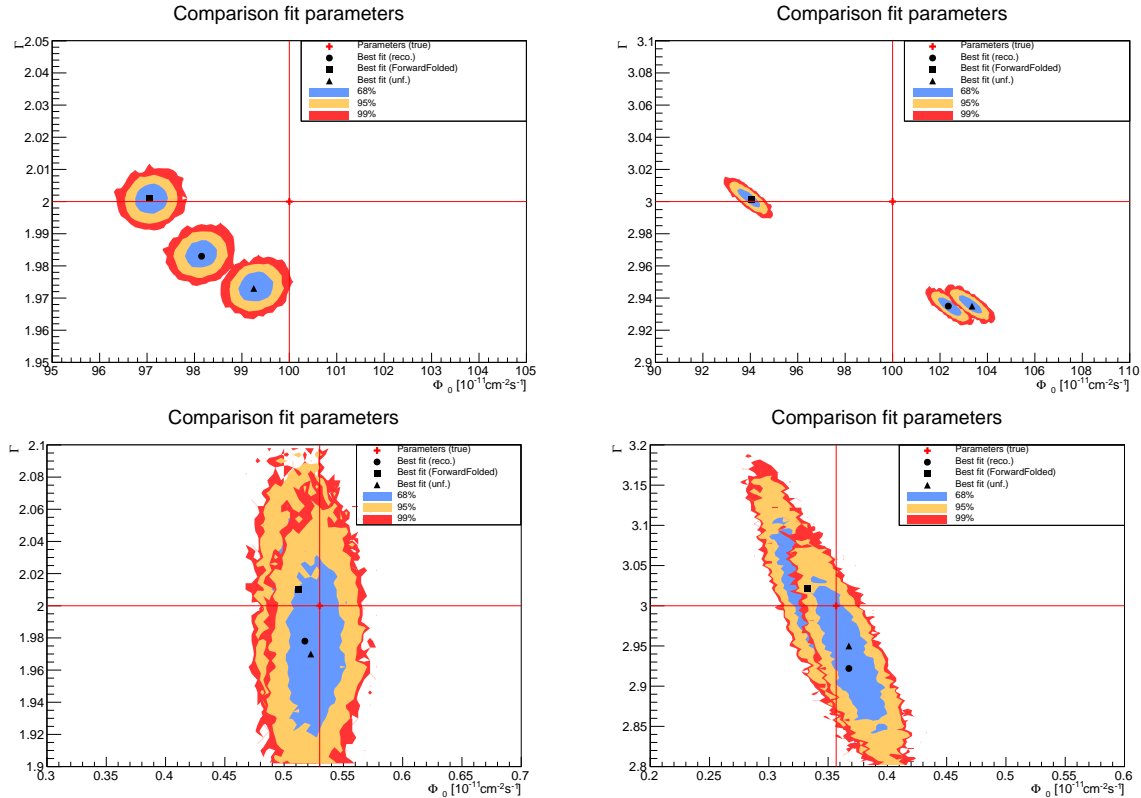 Comparison fit parameters
Γ
2.05
2.04
2.03
2.02
2.01
2
1.99
1.98
1.97
1.96
1.95
Parameters (true)
Best fit (reco.)
Best fit (ForwardFolded)
Best fit (unf.)
68%
95%
99%
95 96 97 98 99 100 101 102 103 104 105
Φ 0 [10-11cm-2s-1]
Comparison fit parameters
Γ
3.1
3.08
3.06
3.04
3.02
3
2.98
2.96
2.94
2.92
2.9
Parameters (true)
Best fit (reco.)
Best fit (ForwardFolded)
Best fit (unf.)
68%
95%
99%
90 92 94 96 98 100 102 104 106 108 110
Φ 0 [10-11cm-2s-1]
Comparison fit parameters
Γ
2.1
2.08
2.06
2.04
2.02
2
1.98
1.96
1.94
1.92
1.9
Parameters (true)
Best fit (reco.)
Best fit (ForwardFolded)
Best fit (unf.)
68%
95%
99%
0.3 0.35 0.4 0.45 0.5 0.55 0.6 0.65 0.7
Φ 0 [10-11cm-2s-1]
Comparison fit parameters
Γ
3.2
3.15
3.1
3.05
3
2.95
2.9
2.85
2.8
Parameters (true)
Best fit (reco.)
Best fit (ForwardFolded)
Best fit (unf.)
68%
95%
99%
0.2 0.25 0.3 0.35 0.4 0.45 0.5 0.55 0.6
Φ 0 [10-11cm-2s-1]